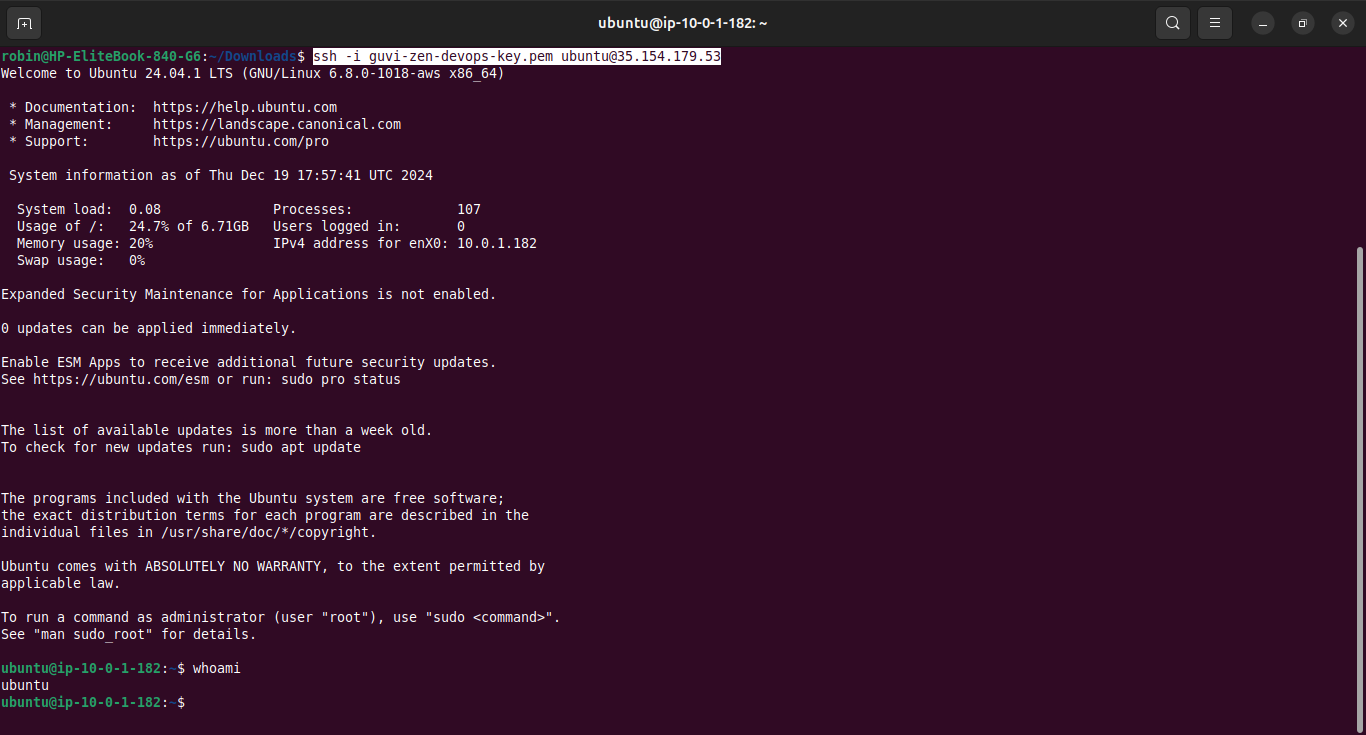 ubuntu@ip-10-0-1-182: ~
robin@HP-EliteBook-840-G6:~/Downloads$ ssh -i guvi-zen-devops-key.pem ubuntu@35.154.179.53
Welcome to Ubuntu 24.04.1 LTS (GNU/Linux 6.8.0-1018-aws x86_64)
* Documentation:  https://help.ubuntu.com
* Management:     https://landscape.canonical.com
* Support:        https://ubuntu.com/pro
System information as of Thu Dec 19 17:57:41 UTC 2024
System load:  0.08              Processes:             107
Usage of /:   24.7% of 6.71GB   Users logged in:       0
Memory usage: 20%               IPv4 address for enX0: 10.0.1.182
Swap usage:   0%
Expanded Security Maintenance for Applications is not enabled.
0 updates can be applied immediately.
Enable ESM Apps to receive additional future security updates.
See https://ubuntu.com/esm or run: sudo pro status
The list of available updates is more than a week old.
To check for new updates run: sudo apt update
The programs included with the Ubuntu system are free software;
the exact distribution terms for each program are described in the
individual files in /usr/share/doc/*/copyright.
Ubuntu comes with ABSOLUTELY NO WARRANTY, to the extent permitted by
applicable law.
To run a command as administrator (user "root"), use "sudo <command>".
See "man sudo_root" for details.
ubuntu@ip-10-0-1-182:~$ whoami
ubuntu
ubuntu@ip-10-0-1-182:~$